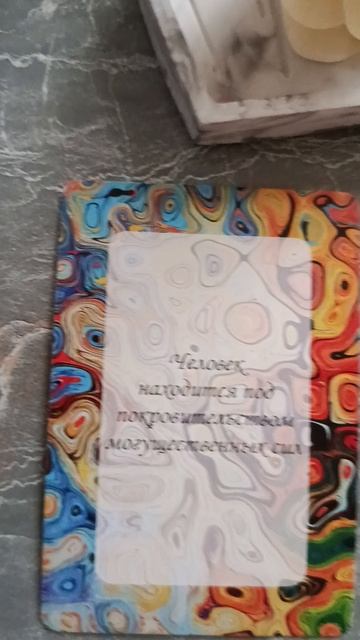 Человек
находится под
покровительством
могущественных сил